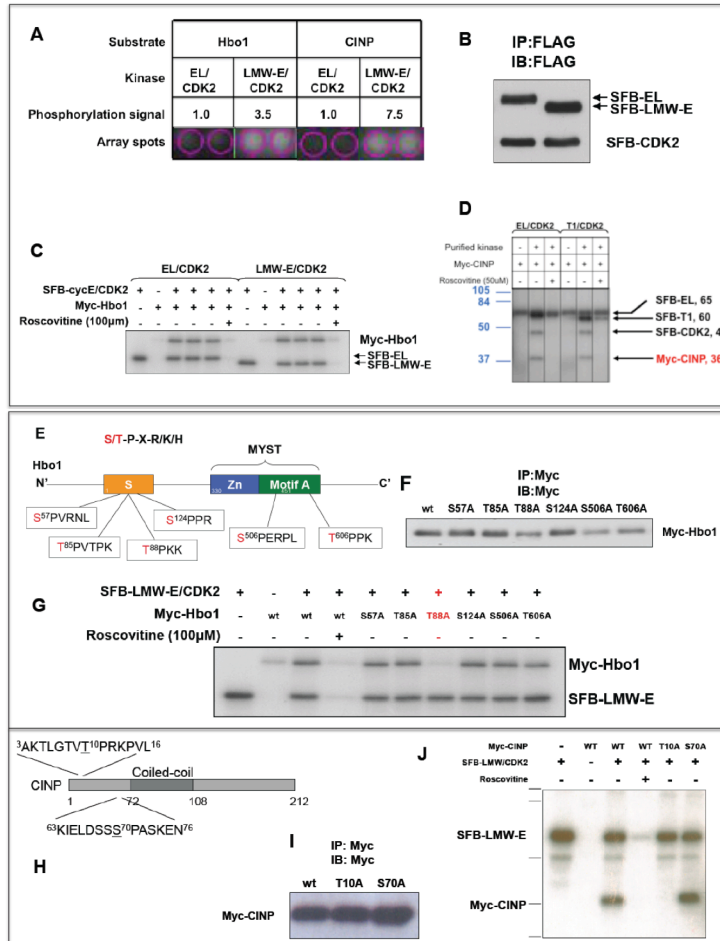 A
Substrate Hbo1 CINP
Kinase EL/CDK2 LMW-E/CDK2 EL/CDK2 LMW-E/CDK2
Phosphorylation signal 1.0 3.5 1.0 7.5
Array spots
B
IP:FLAG
IB:FLAG
SFB-EL
SFB-LMW-E
SFB-CDK2
C
EL/CDK2 LMW-E/CDK2
SFB-cycE/CDK2 + - + + + + + - + + + +
Myc-Hbo1 - + + + + + - + + + + +
Roscovitine (100µm) - - - - - + - - - - - +
Myc-Hbo1
SFB-EL
SFB-LMW-E
D
EL/CDK2 T1/CDK2
Purified kinase - + + - + +
Myc-CINP + + + + + +
Roscovitine (50uM) - - + - - +
105
84
50
37
SFB-EL, 65
SFB-T1, 60
SFB-CDK2, 4
Myc-CINP, 36
E
S/T-P-X-R/K/H
MYST
Hbo1
N' S Zn Motif A C'
S57PVRNL
S124PPR
T85PVTPK
T88PKK
S506PERPL
T606PPK
F
IP:Myc
IB:Myc
wt S57A T85A T88A S124A S506A T606A
Myc-Hbo1
G
SFB-LMW-E/CDK2 + - + + + + + + + +
Myc-Hbo1 - wt wt wt S57A T85A T88A S124A S506A T606A
Roscovitine (100µM) - - - + - - - - - -
Myc-Hbo1
SFB-LMW-E
3AKTLGTVT10PRKPVL16
Coiled-coil
CINP
1 72 108 212
63KIELDSSS70PASKEN76
H
I
IP: Myc
IB: Myc
wt T10A S70A
Myc-CINP
J
Myc-CINP - WT WT WT T10A S70A
SFB-LMW/CDK2 + - + + + +
Roscovitine - - - + - -
SFB-LMW-E
Myc-CINP